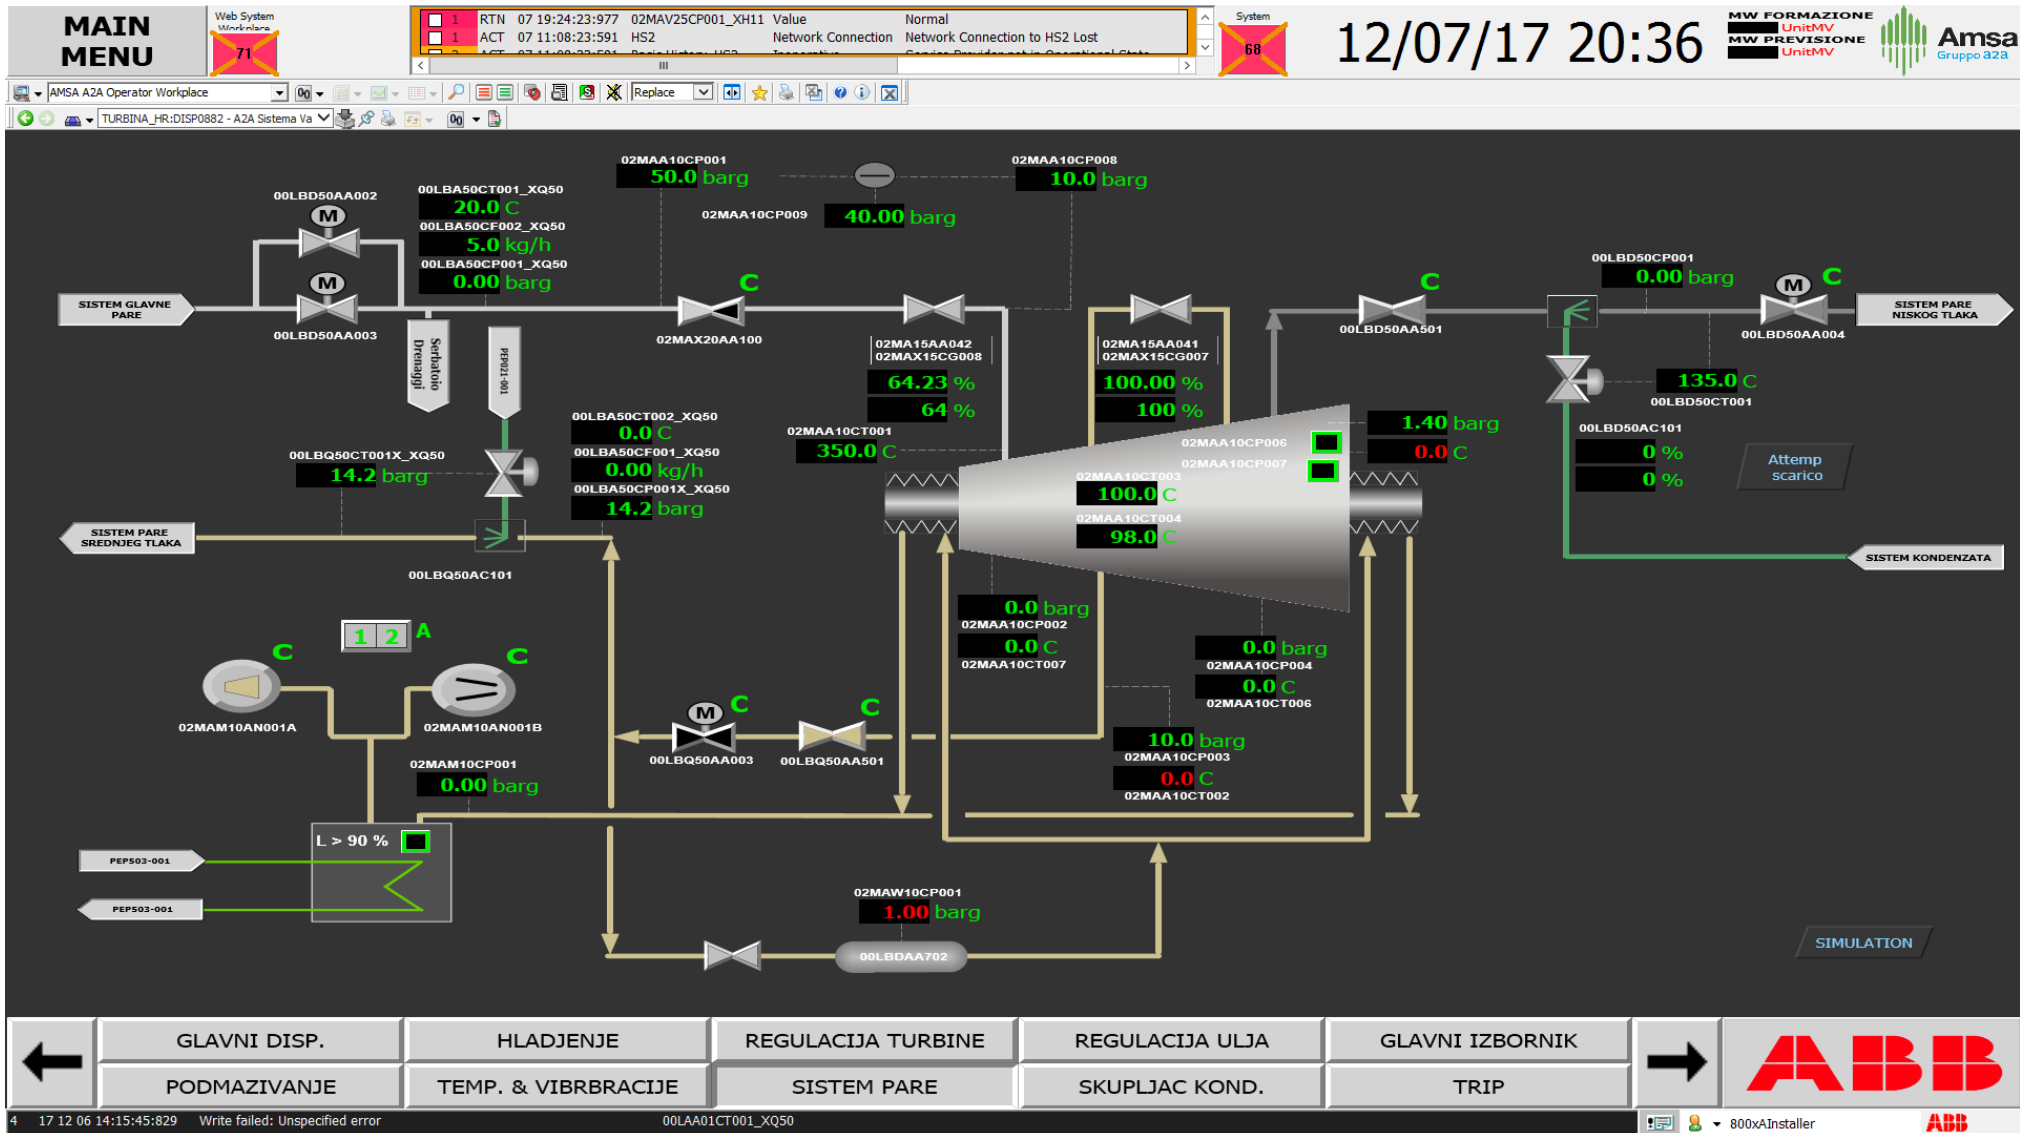 MAIN
MENU
Web System
Workplace
71
1 RTN 07 19:24:23:977 02MAV25CP001_XH11 Value Normal
1 ACT 07 11:08:23:591 HS2 Network Connection Network Connection to HS2 Lost
System
68
12/07/17 20:36
MW FORMAZIONE
UnitMV
MW PREVISIONE
UnitMV
Amsa
Gruppo a2a
AMSA A2A Operator Workplace
Replace
TURBINA_HR:DISP0882 - A2A Sistema Va
02MAA10CP001
50.0 barg
02MAA10CP008
10.0 barg
02MAA10CP009 40.00 barg
00LBD50AA002
M
00LBA50CT001_XQ50
20.0 C
00LBA50CF002_XQ50
5.0 kg/h
00LBA50CP001_XQ50
0.00 barg
SISTEM GLAVNE
PARE
M
00LBD50AA003
Serbatoio
Drenaggi
PEP021-001
C
02MAX20AA100
02MA15AA042
02MAX15CG008
64.23 %
64 %
02MA15AA041
02MAX15CG007
100.00 %
100 %
C
00LBD50AA501
00LBD50CP001
0.00 barg
M
C
00LBD50AA004
SISTEM PARE
NISKOG TLAKA
135.0 C
00LBD50CT001
00LBD50AC101
0 %
0 %
Attemp
scarico
SISTEM KONDENZATA
02MAA10CT001
350.0 C
00LBQ50CT001X_XQ50
14.2 barg
00LBA50CT002_XQ50
0.0 C
00LBA50CF001_XQ50
0.00 kg/h
00LBA50CP001X_XQ50
14.2 barg
02MAA10CP006
02MAA10CP007
1.40 barg
0.0 C
02MAA10CT003
100.0 C
02MAA10CT004
98.0 C
SISTEM PARE
SREDNJEG TLAKA
00LBQ50AC101
0.0 barg
02MAA10CP002
0.0 C
02MAA10CT007
0.0 barg
02MAA10CP004
0.0 C
02MAA10CT006
1 2 A
C
02MAM10AN001A
C
02MAM10AN001B
M
C
00LBQ50AA003
C
00LBQ50AA501
10.0 barg
02MAA10CP003
0.0 C
02MAA10CT002
02MAM10CP001
0.00 barg
L > 90 %
PEP503-001
PEP503-001
02MAW10CP001
1.00 barg
00LBDAA702
SIMULATION
GLAVNI DISP. HLADJENJE REGULACIJA TURBINE REGULACIJA ULJA GLAVNI IZBORNIK
PODMAZIVANJE TEMP. & VIBRBRACIJE SISTEM PARE SKUPLJAC KOND. TRIP
ABB
4 17 12 06 14:15:45:829 Write failed: Unspecified error 00LAA01CT001_XQ50
800xAInstaller
ABB